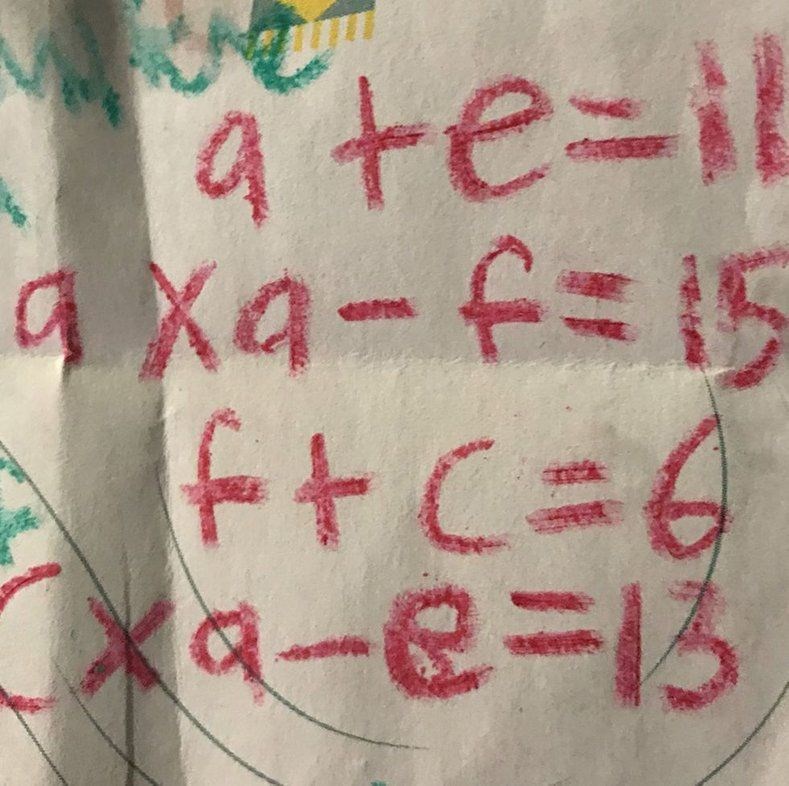 a + e = 11
a x a - f = 15
f + c = 6
c x a - e = 13